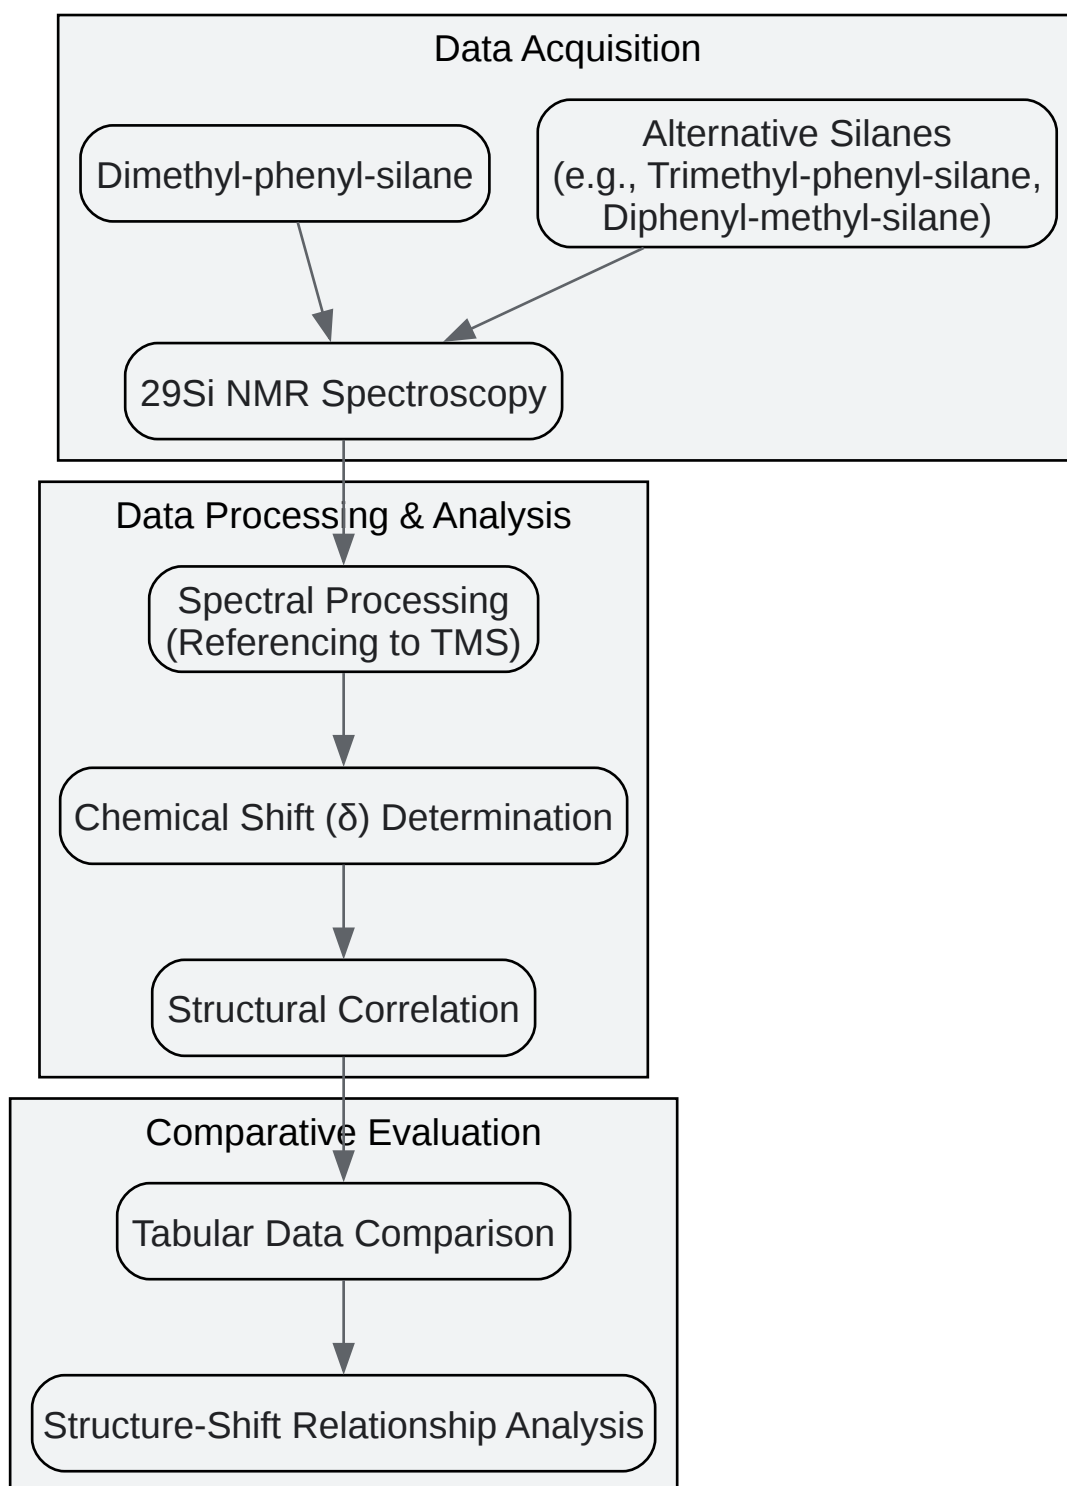 Data Acquisition
Dimethyl-phenyl-silane
Alternative Silanes
(e.g., Trimethyl-phenyl-silane,
Diphenyl-methyl-silane)
29Si NMR Spectroscopy
Data Processing & Analysis
Spectral Processing
(Referencing to TMS)
Chemical Shift (δ) Determination
Structural Correlation
Comparative Evaluation
Tabular Data Comparison
Structure-Shift Relationship Analysis